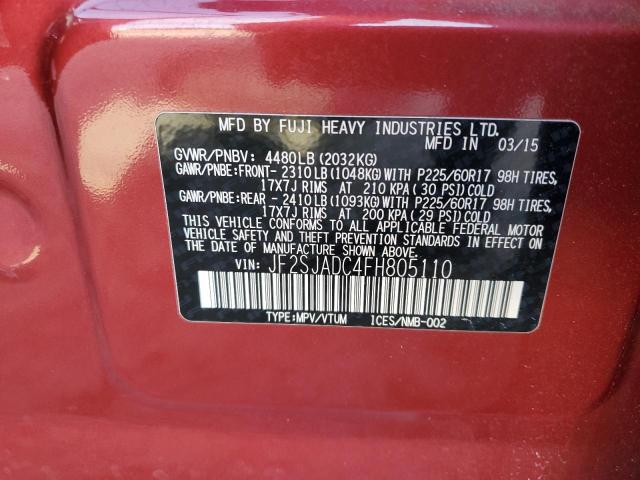 MFD BY FUJI HEAVY INDUSTRIES LTD.
MFD IN 03/15
GVWR/PNBV: 4480LB(2032KG)
GAWR/PNBE:FRONT- 2310LB(1048KG)WITH P225/60R17 98H TIRES,
17X7J RIMS AT 210 KPA(30 PSI)COLD
GAWR/PNBE:REAR - 2410LB(1093KG)WITH P225/60R17 98H TIRES,
17X7J RIMS AT 200 KPA(29 PSI)COLD
THIS VEHICLE CONFORMS TO ALL APPLICABLE FEDERAL MOTOR
VEHICLE SAFETY AND THEFT PREVENTION STANDARDS IN EFFECT ON
THE DATE OF MANUFACTURE SHOWN ABOVE.
VIN: JF2SJADC4FH805110
TYPE:MPV/VTUM ICES/NMB-002